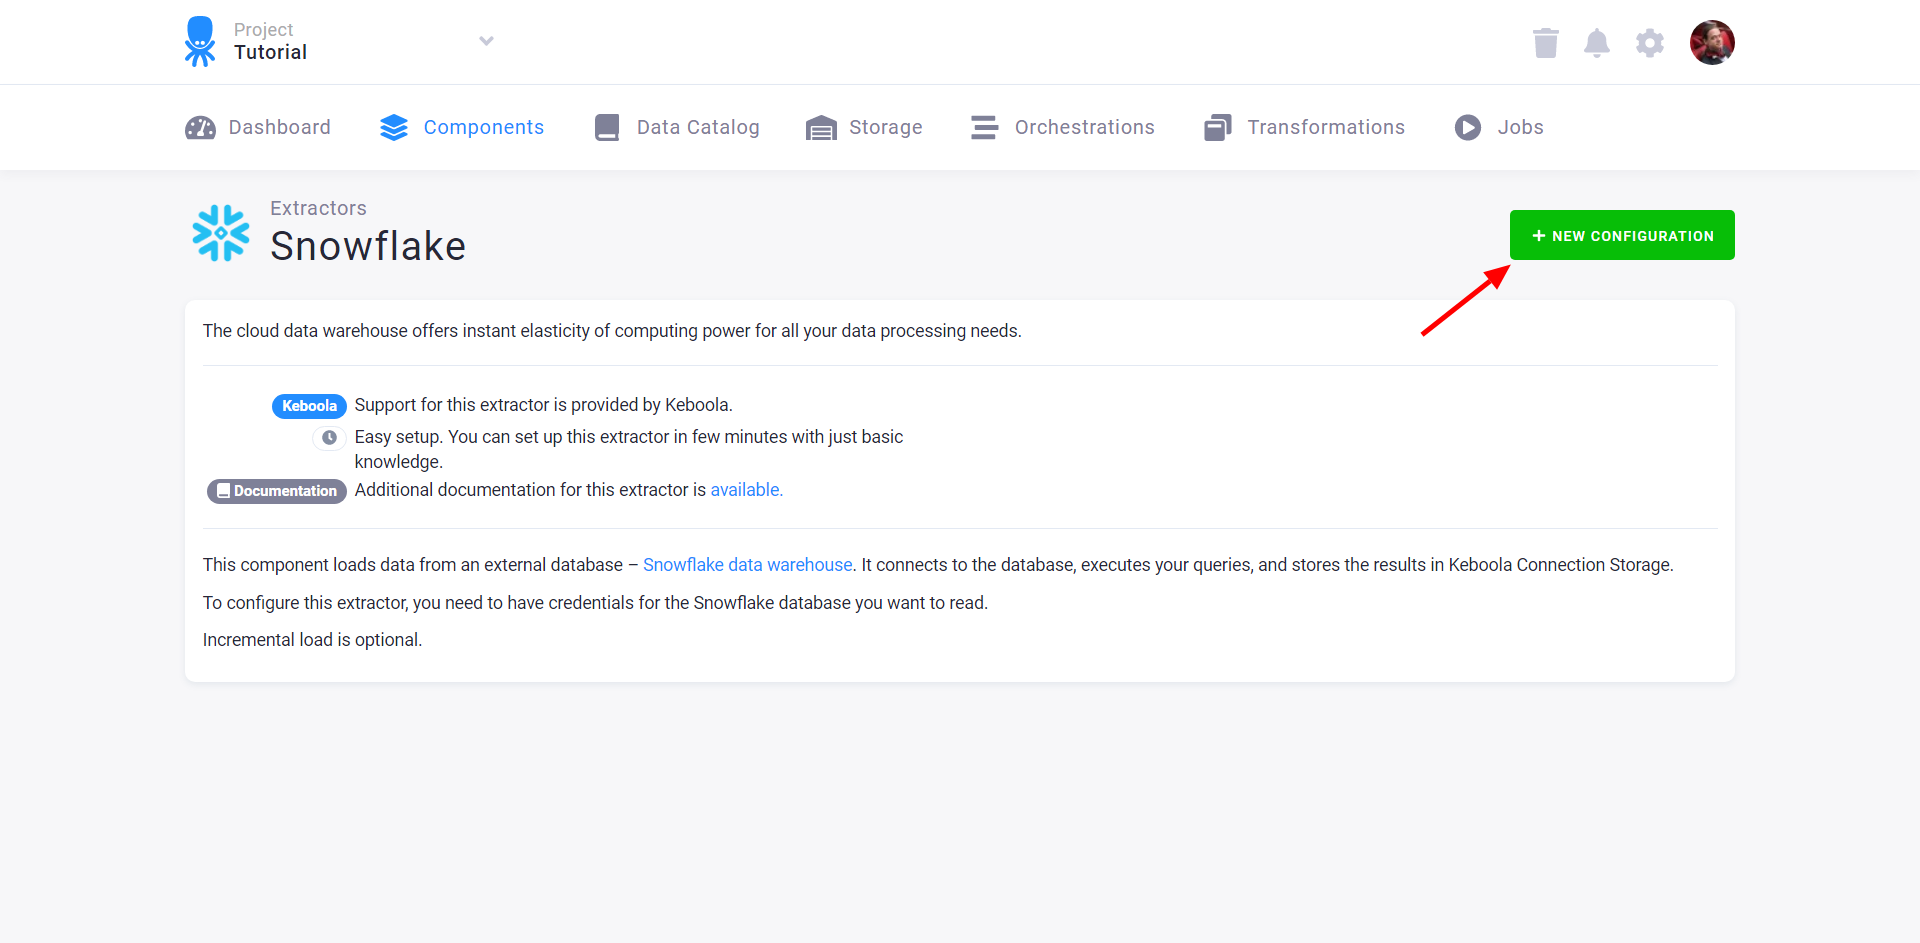 Project
Tutorial
Dashboard
Components
Data Catalog
Storage
Orchestrations
Transformations
Jobs
Extractors
Snowflake
NEW CONFIGURATION
The cloud data warehouse offers instant elasticity of computing power for all your data processing needs.
Keboola Support for this extractor is provided by Keboola.
Easy setup. You can set up this extractor in few minutes with just basic
knowledge.
Documentation Additional documentation for this extractor is available.
This component loads data from an external database – Snowflake data warehouse. It connects to the database, executes your queries, and stores the results in Keboola Connection Storage.
To configure this extractor, you need to have credentials for the Snowflake database you want to read.
Incremental load is optional.